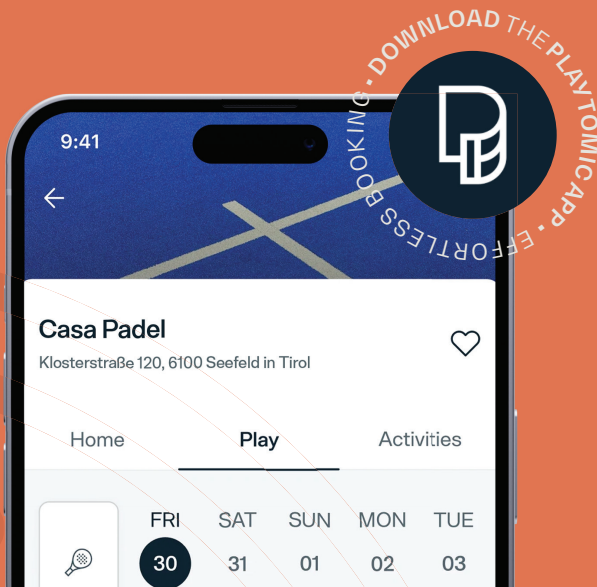 DOWNLOAD THE PLAYTOMIC APP • EFFORTLESS BOOKING •
9:41
Casa Padel
Klosterstraße 120, 6100 Seefeld in Tirol
Home Play Activities
FRI SAT SUN MON TUE
30 31 01 02 03